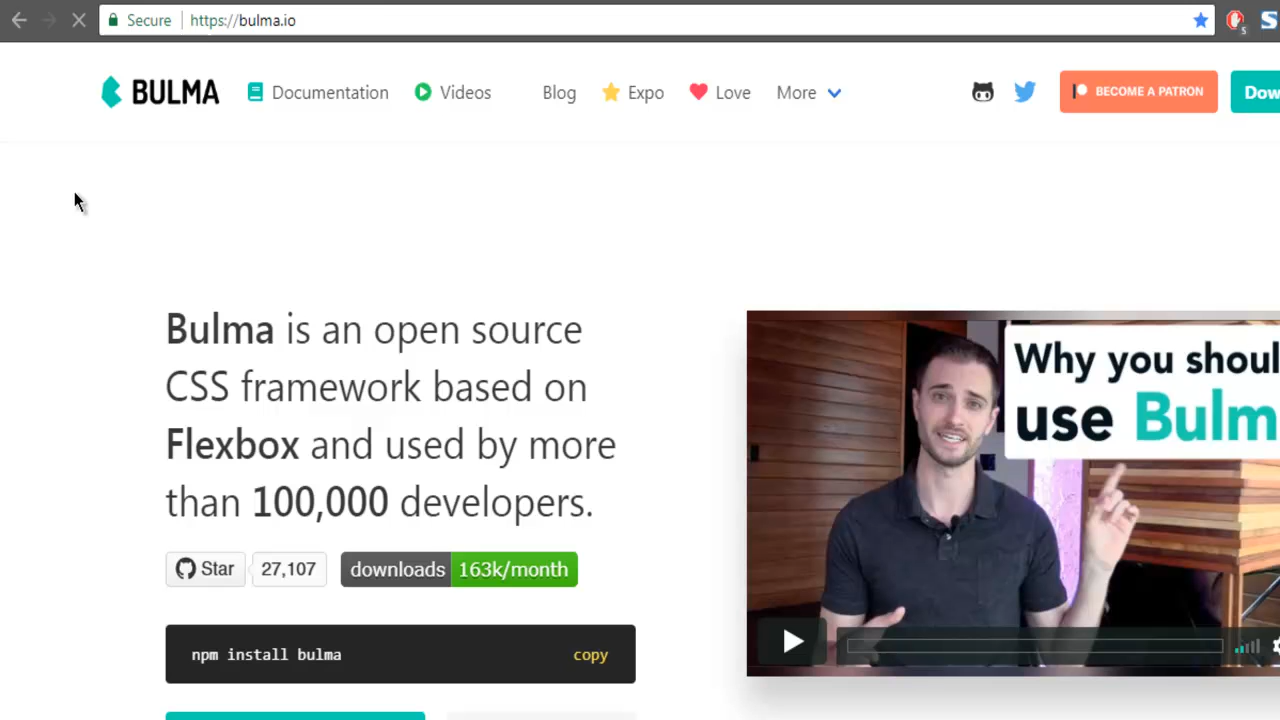 Secure https://bulma.io
5
BULMA Documentation Videos Blog Expo Love More BECOME A PATRON Dow
Bulma is an open source
CSS framework based on
Flexbox and used by more
than 100,000 developers.
Why you shoul
use Bulm
Star 27,107 downloads 163k/month
npm install bulma copy